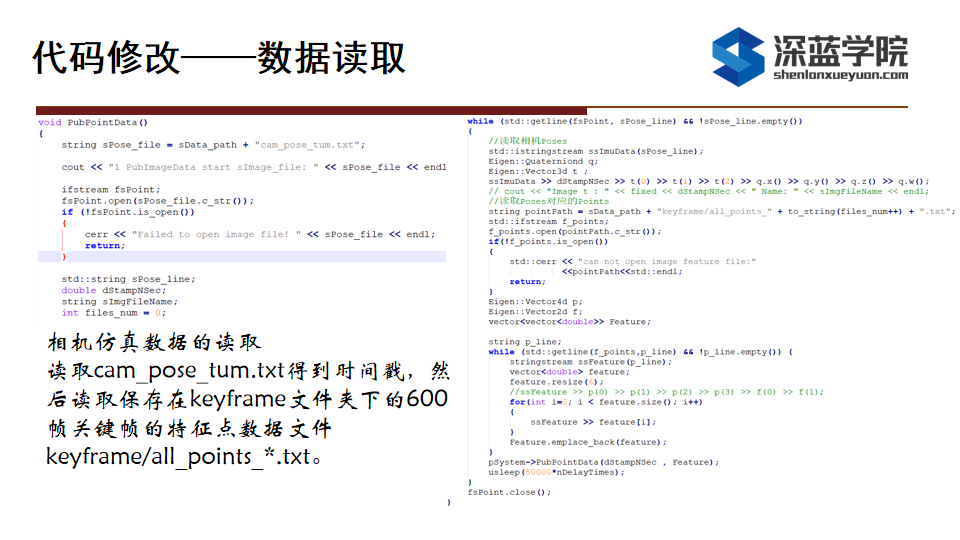 代码修改——数据读取
深蓝学院
shenlanxueyuan.com
void PubPointData()
{
string sPose_file = sData_path + "cam_pose_tum.txt";
cout << "1 PubImageData start sImage_file: " << sPose_file << endl
ifstream fsPoint;
fsPoint.open(sPose_file.c_str());
if (!fsPoint.is_open())
{
cerr << "Failed to open image file! " << sPose_file << endl;
return;
}
std::string sPose_line;
double dStampNSec;
string sImgFileName;
int files_num = 0;
相机仿真数据的读取
读取cam_pose_tum.txt得到时间戳，然
后读取保存在keyframe文件夹下的600
帧关键帧的特征点数据文件
keyframe/all_points_*.txt。
while (std::getline(fsPoint, sPose_line) && !sPose_line.empty())
{
//读取相机Poses
std::istringstream ssImuData(sPose_line);
Eigen::Quaterniond q;
Eigen::Vector3d t ;
ssImuData >> dStampNSec >> t(0) >> t(1) >> t(2) >> q.x() >> q.y() >> q.z() >> q.w();
// cout << "Image t : " << fixed << dStampNSec << " Name: " << sImgFileName << endl;
//读取Poses对应的Points
string pointPath = sData_path + "keyframe/all_points_" + to_string(files_num++) + ".txt";
std::ifstream f_points;
f_points.open(pointPath.c_str());
if(!f_points.is_open())
{
std::cerr << "can not open image feature file:"
<<pointPath<<std::endl;
return;
}
Eigen::Vector4d p;
Eigen::Vector2d f;
vector<vector<double>> Feature;
string p_line;
while (std::getline(f_points,p_line) && !p_line.empty()) {
stringstream ssFeature(p_line);
vector<double> feature;
feature.resize(6);
//ssFeature >> p(0) >> p(1) >> p(2) >> p(3) >> f(0) >> f(1);
for(int i=0; i < feature.size(); i++)
{
ssFeature >> feature[i];
}
Feature.emplace_back(feature);
}
pSystem->PubPointData(dStampNSec , Feature);
usleep(50000*nDelayTimes);
}
fsPoint.close();
}